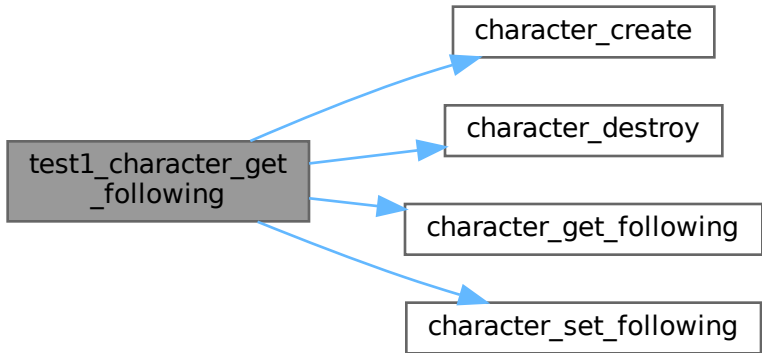 character_create
character_destroy
test1_character_get
_following
character_get_following
character_set_following